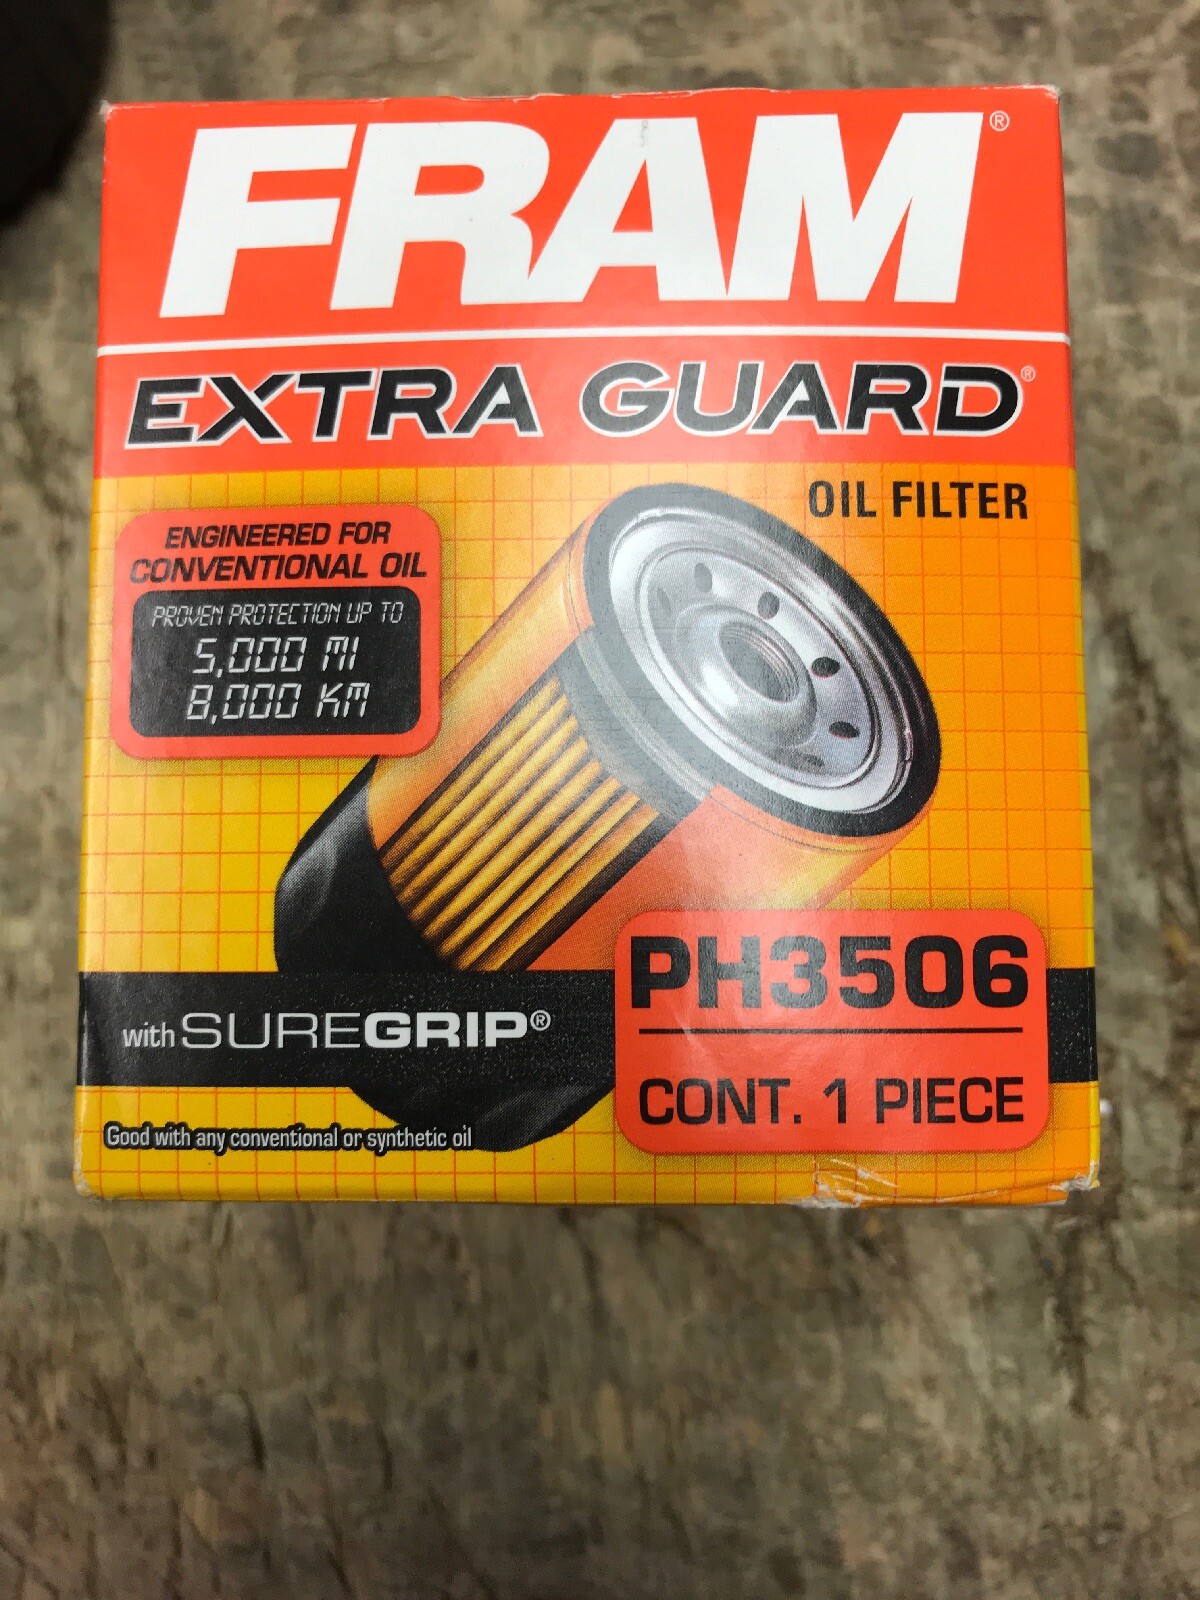 FRAM®
EXTRA GUARD®
OIL FILTER
ENGINEERED FOR
CONVENTIONAL OIL
PROVEN PROTECTION UP TO
5,000 MI
8,000 KM
PH3506
with SUREGRIP®
CONT. 1 PIECE
Good with any conventional or synthetic oil